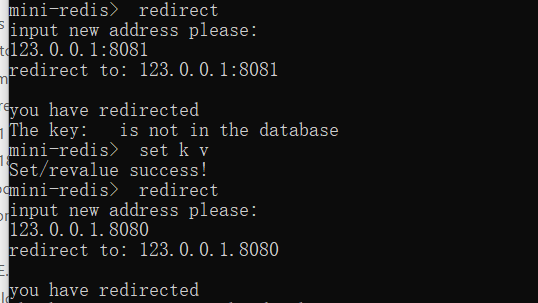 mini-redis>  redirect
input new address please:
123.0.0.1:8081
redirect to: 123.0.0.1:8081

you have redirected
The key:   is not in the database
mini-redis>  set k v
Set/revalue success!
mini-redis>  redirect
input new address please:
123.0.0.1.8080
redirect to: 123.0.0.1.8080

you have redirected